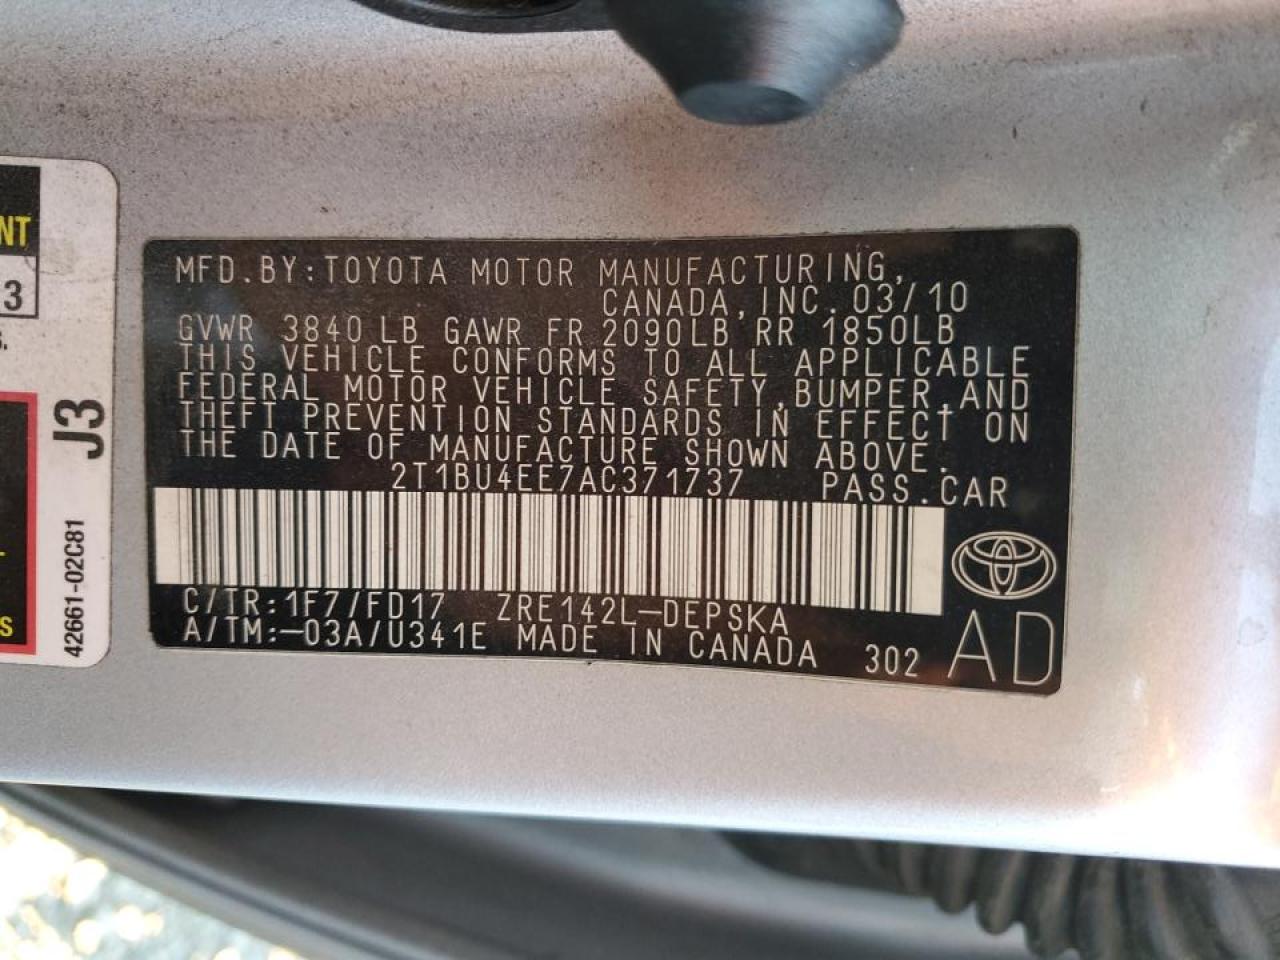 MFD.BY:TOYOTA MOTOR MANUFACTURING,
CANADA,INC.03/10
GVWR 3840 LB GAWR FR 2090LB RR 1850LB
THIS VEHICLE CONFORMS TO ALL APPLICABLE
FEDERAL MOTOR VEHICLE SAFETY,BUMPER,AND
THEFT PREVENTION STANDARDS IN EFFECT ON
THE DATE OF MANUFACTURE SHOWN ABOVE.
2T1BU4EE7AC371737 PASS.CAR
C/TR:1F7/FD17 ZRE142L-DEPSKA
A/TM:-03A/U341E MADE IN CANADA 302
AD
NT
3
S.
J3
42661-02C81
S